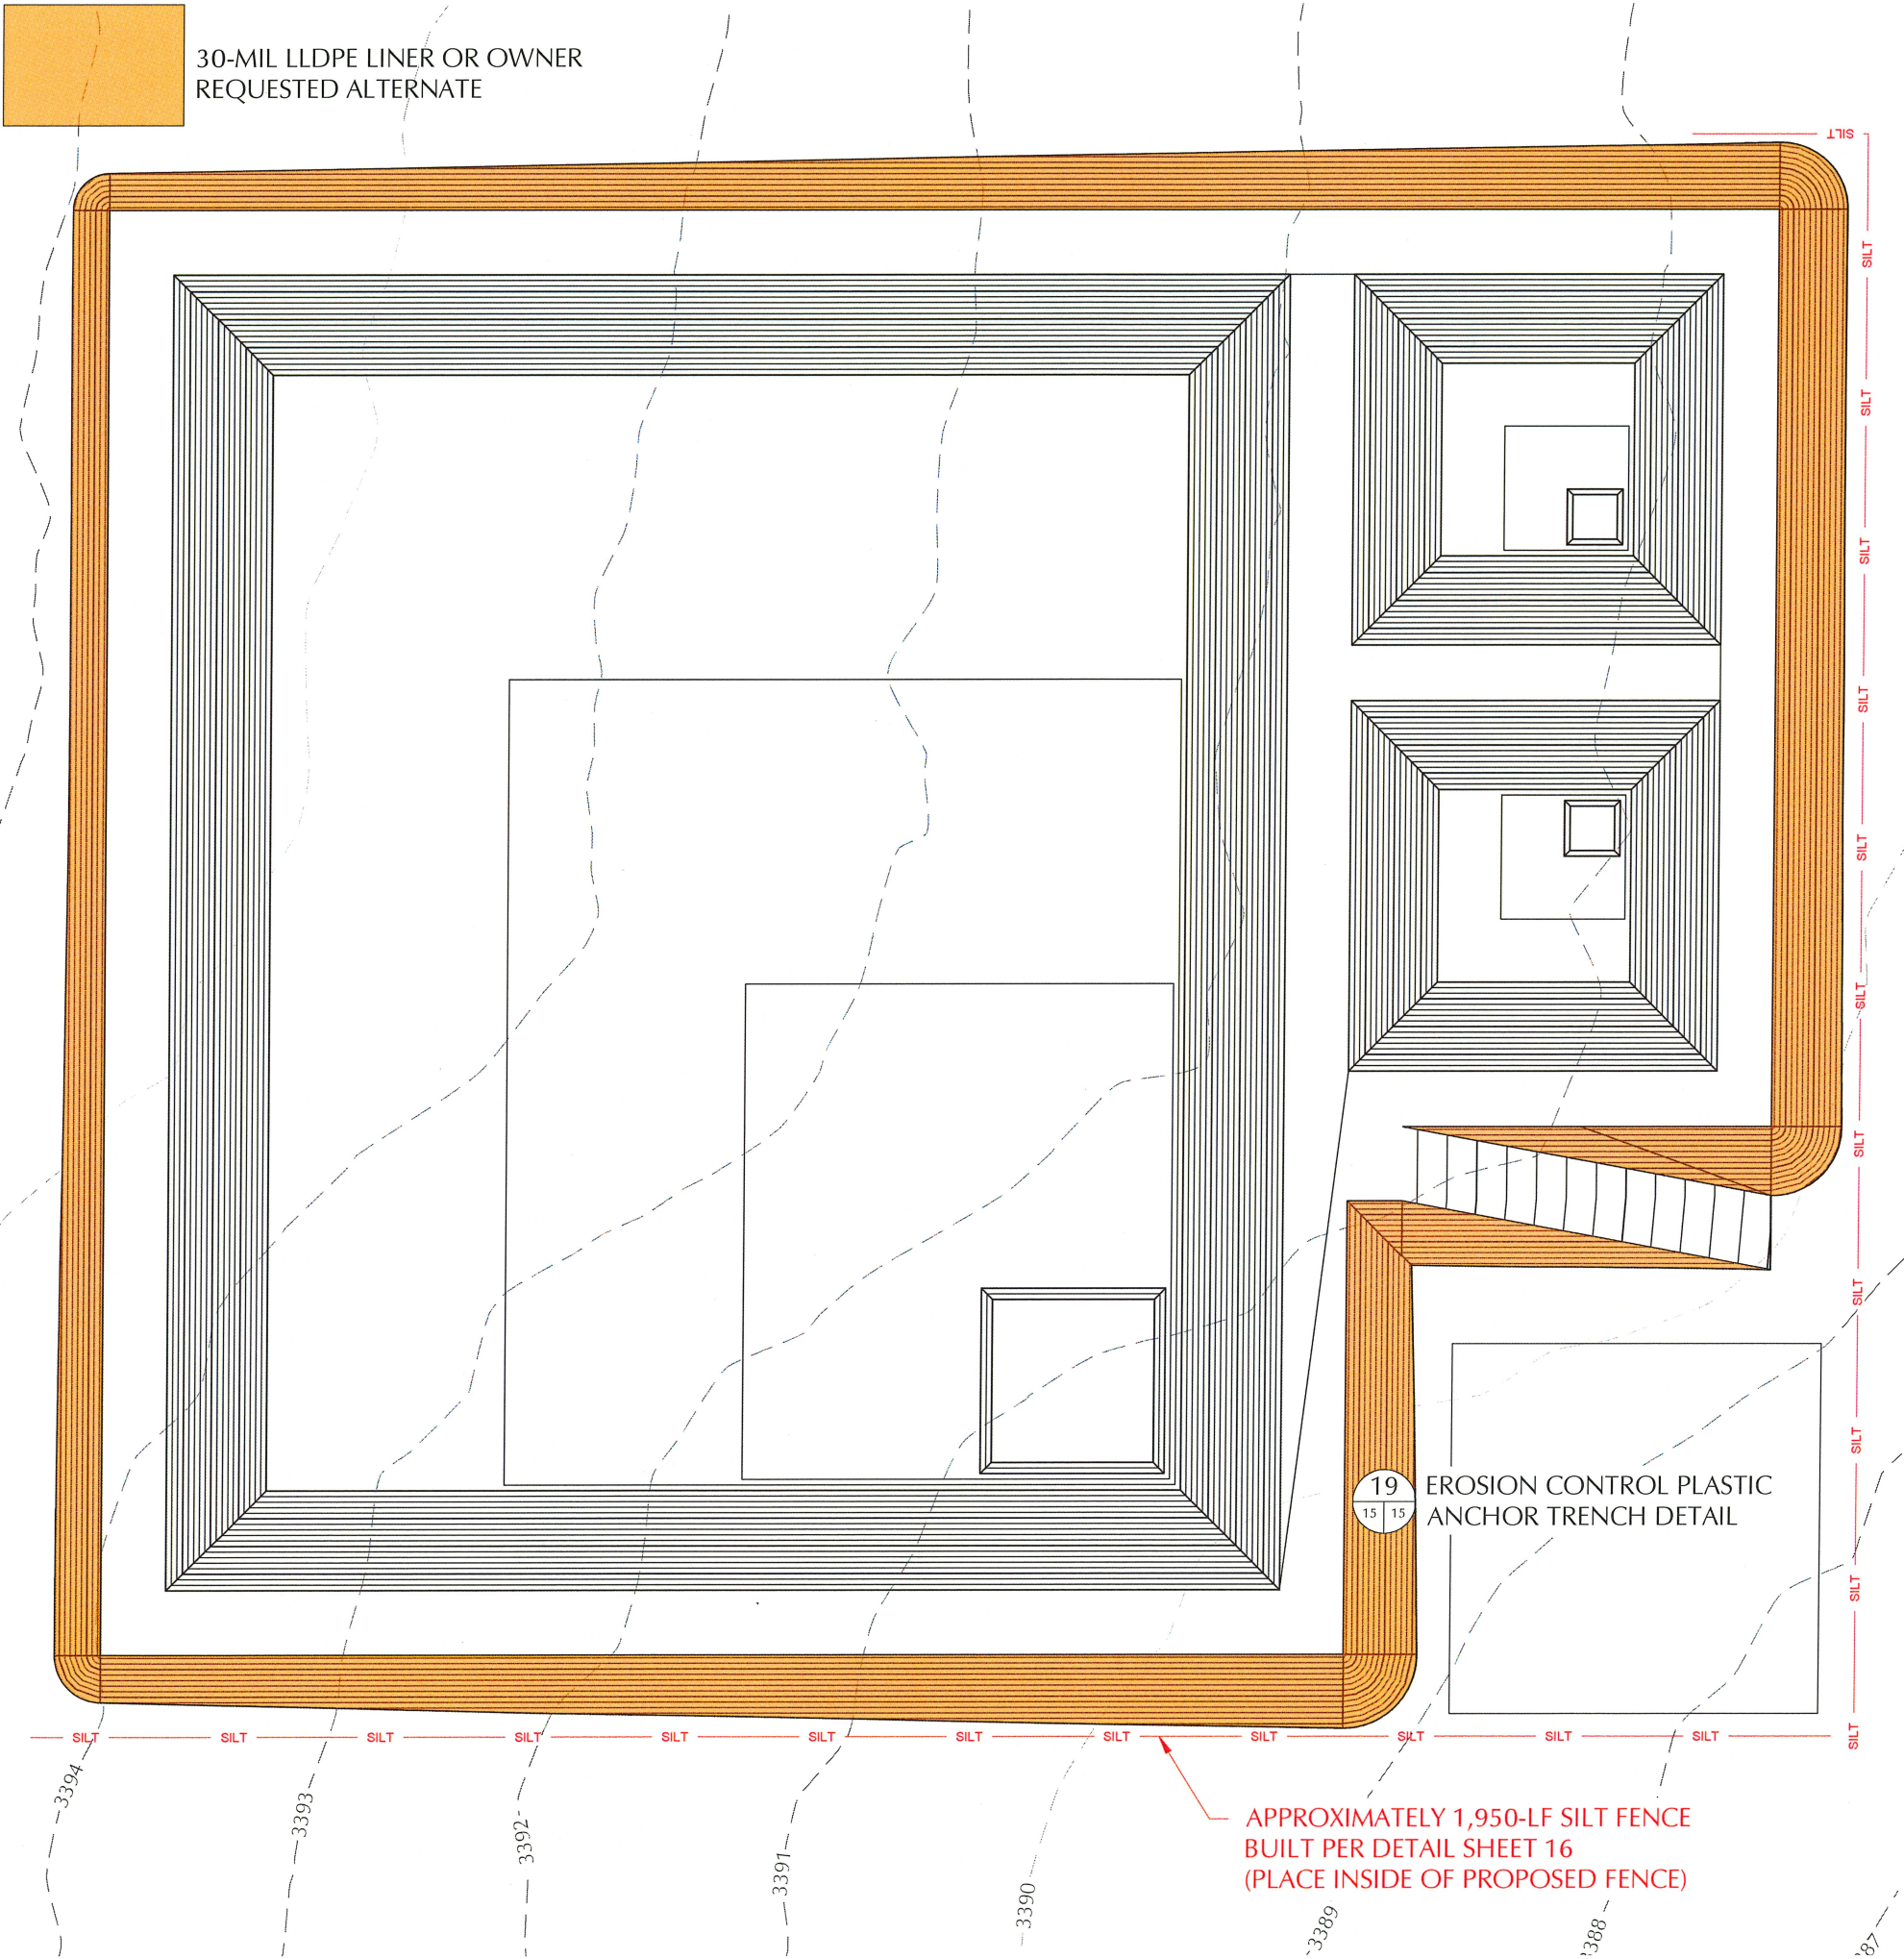 30-MIL LLDPE LINER OR OWNER
REQUESTED ALTERNATE
SILT
SILT
SILT
SILT
SILT
SILT
SILT
SILT
SILT
SILT
SILT
SILT
19
15 15
EROSION CONTROL PLASTIC
ANCHOR TRENCH DETAIL
SILT SILT SILT SILT SILT SILT SILT SILT SILT SILT SILT SILT
3394
3393
3392
3391
3390
3389
3388
87
APPROXIMATELY 1,950-LF SILT FENCE
BUILT PER DETAIL SHEET 16
(PLACE INSIDE OF PROPOSED FENCE)